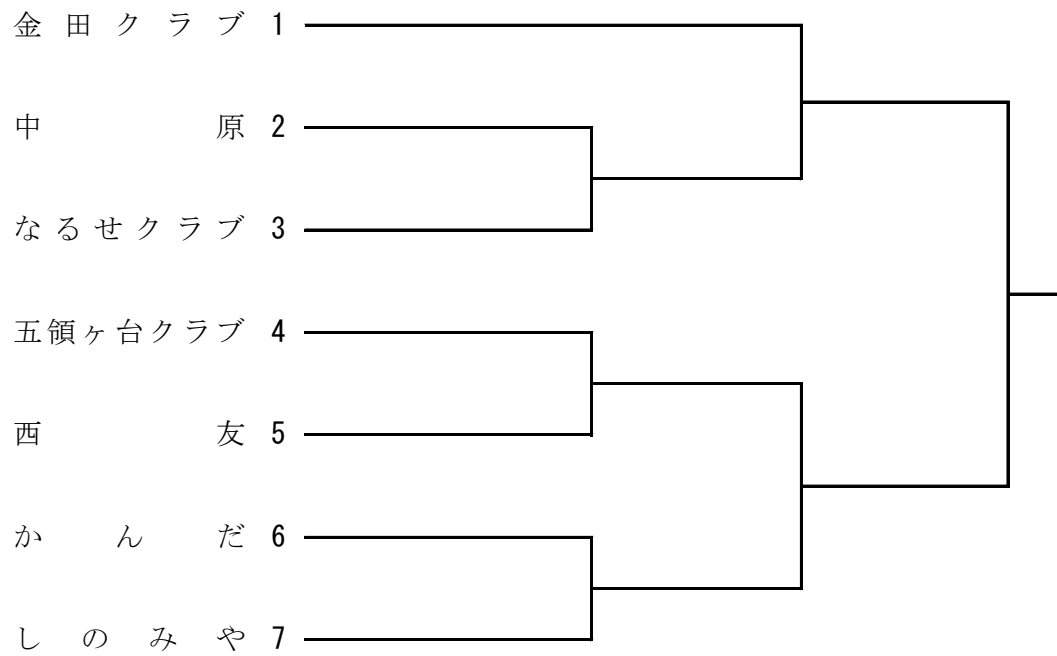 金田クラブ 1
中原 2
なるせクラブ 3
五領ヶ台クラブ 4
西友 5
かんだ 6
しのみや 7